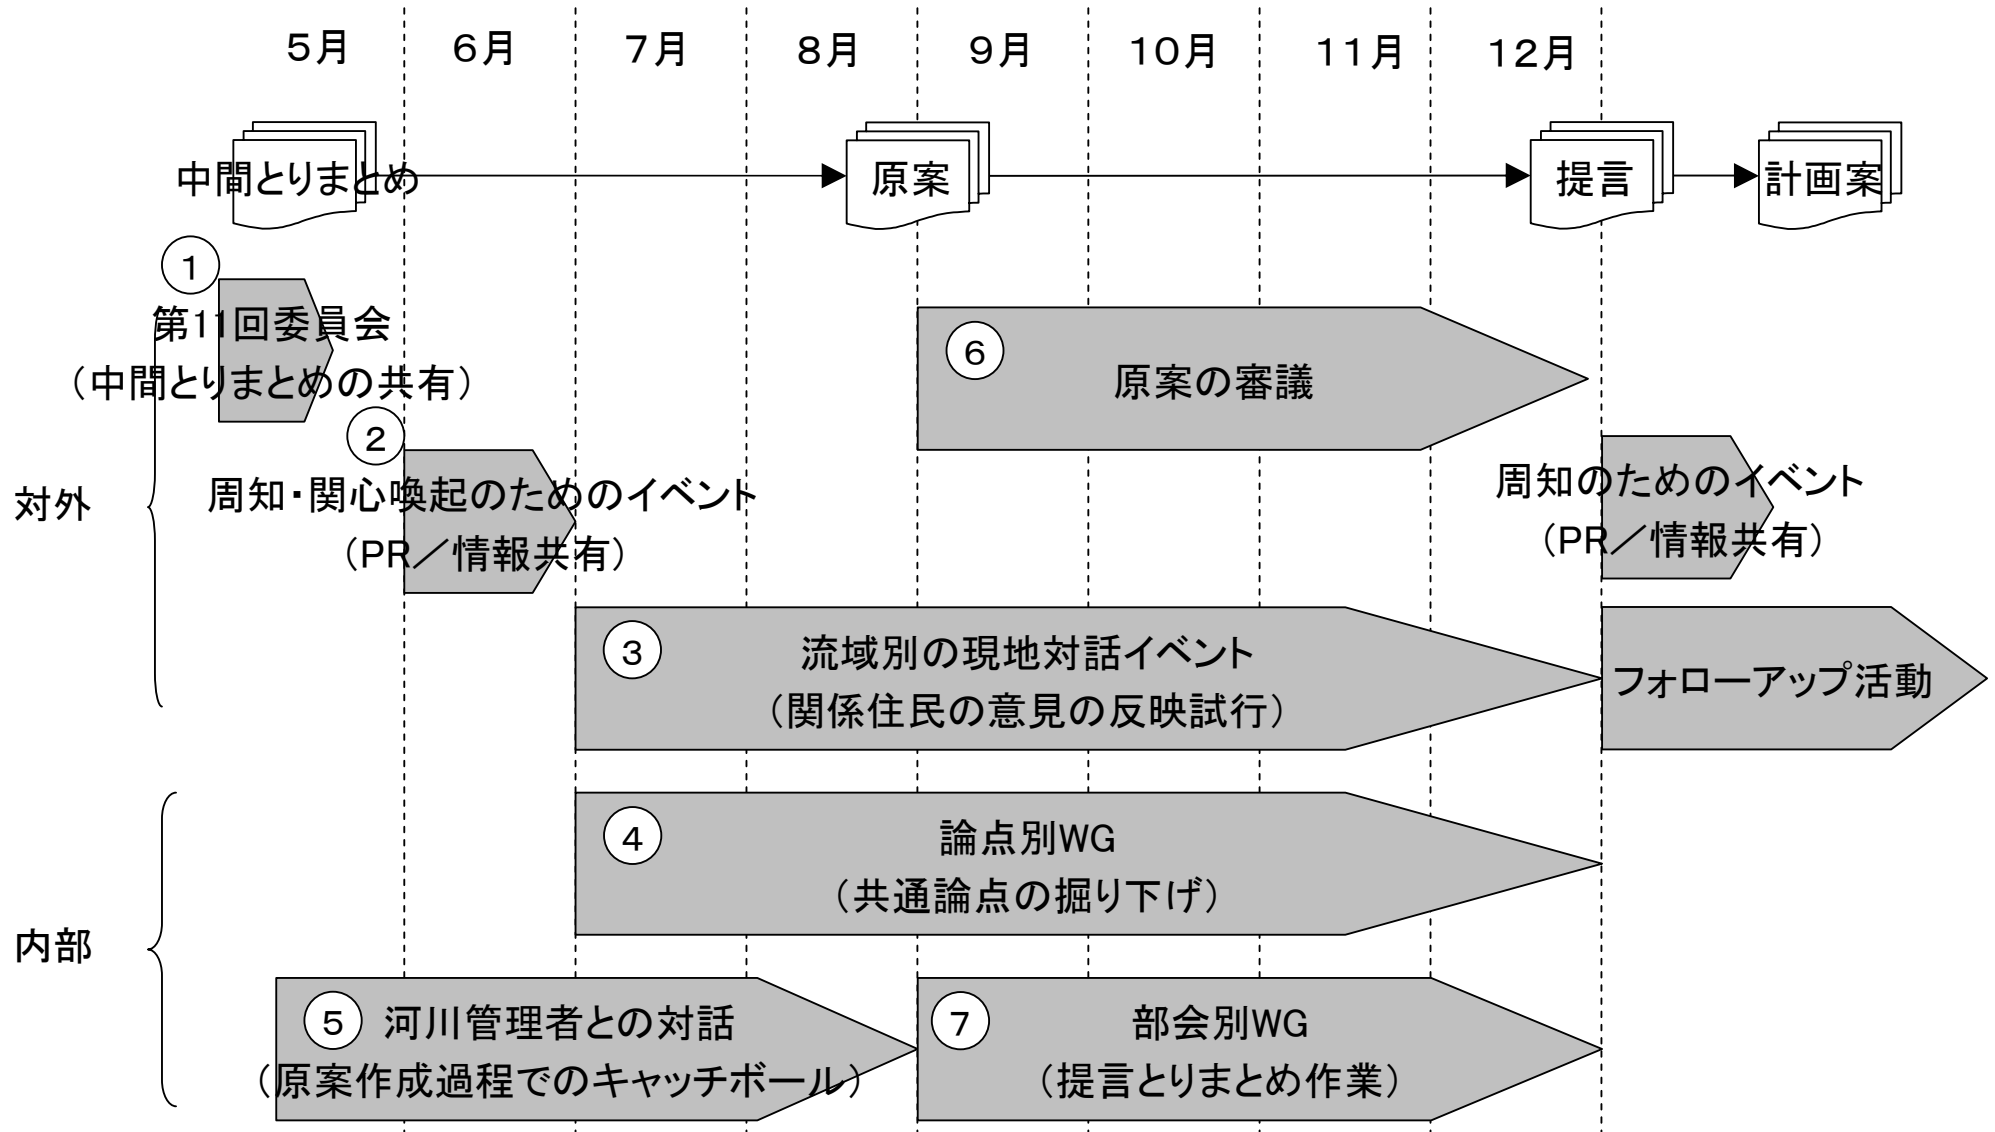 ５月 ６月 ７月 ８月 ９月 １０月 １１月 １２月
中間とりまとめ 原案 提言 計画案
１
第11回委員会
（中間とりまとめの共有）
６
原案の審議
２
周知・関心喚起のためのイベント
（PR／情報共有）
周知のためのイベント
（PR／情報共有）
対外
３
流域別の現地対話イベント
（関係住民の意見の反映試行）
フォローアップ活動
４
論点別WG
（共通論点の掘り下げ）
内部
５
河川管理者との対話
（原案作成過程でのキャッチボール）
７
部会別WG
（提言とりまとめ作業）